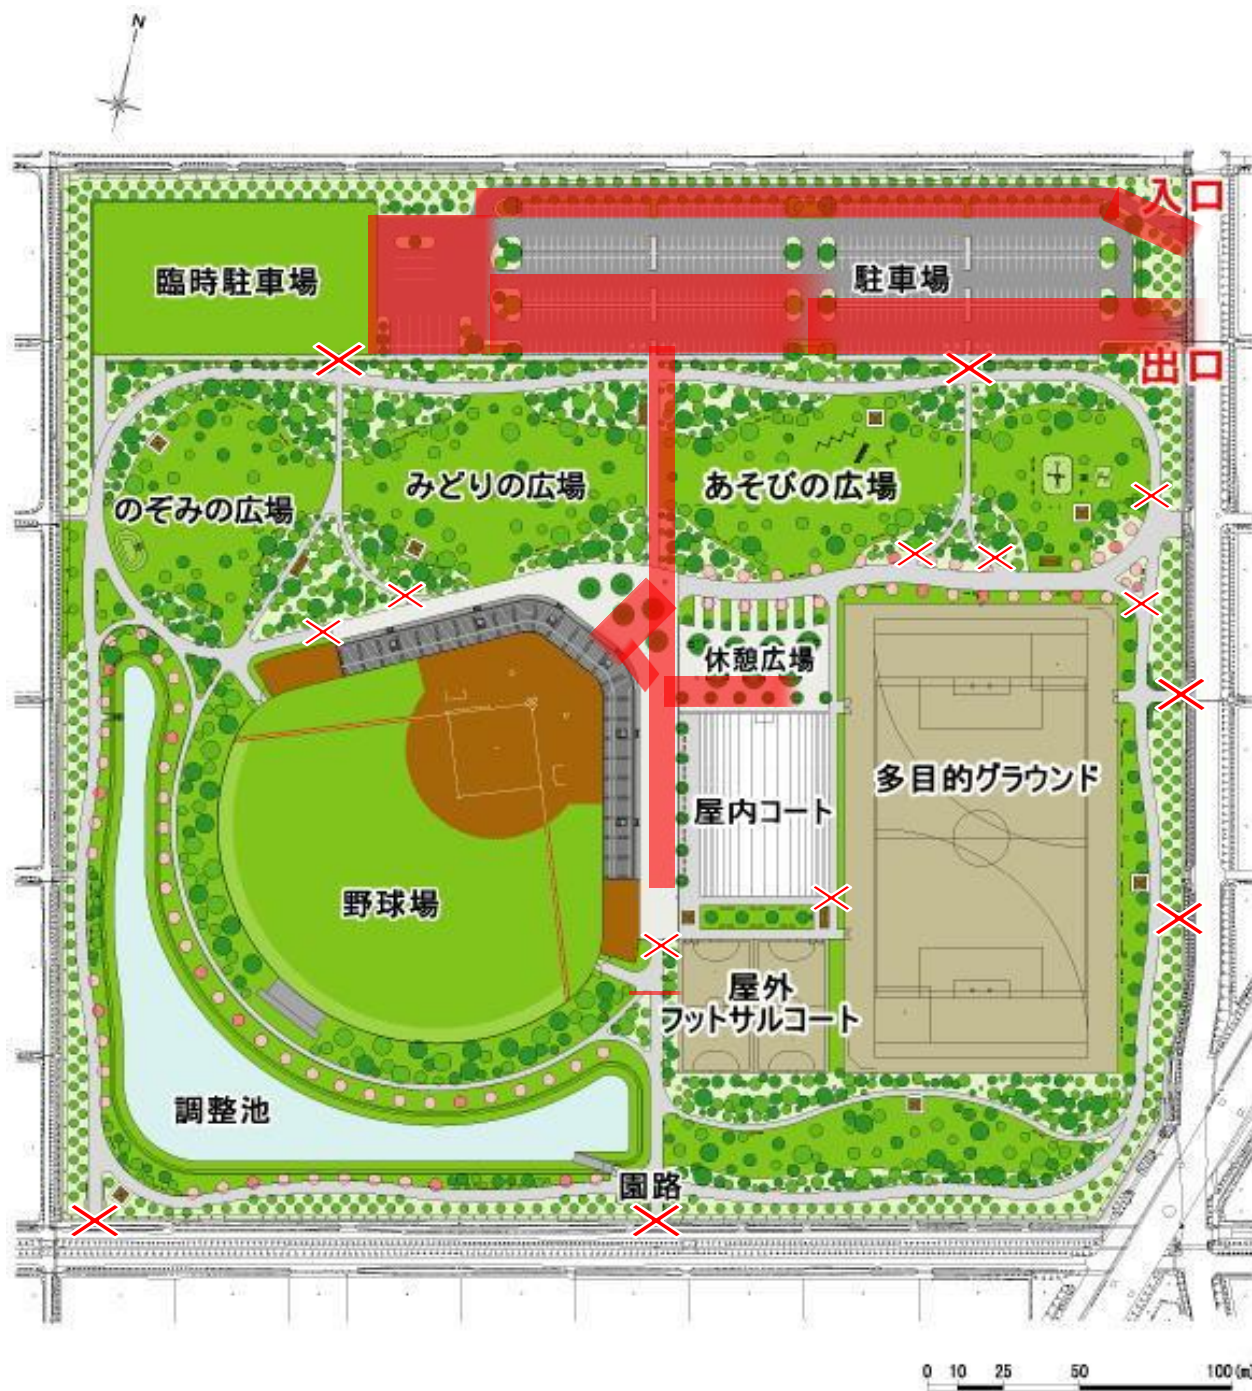 N
入口
臨時駐車場
駐車場
出口
みどりの広場
あそびの広場
のぞみの広場
休憩広場
多目的グラウンド
屋内コート
野球場
屋外
フットサルコート
調整池
園路
0 10 25 50 100(m)